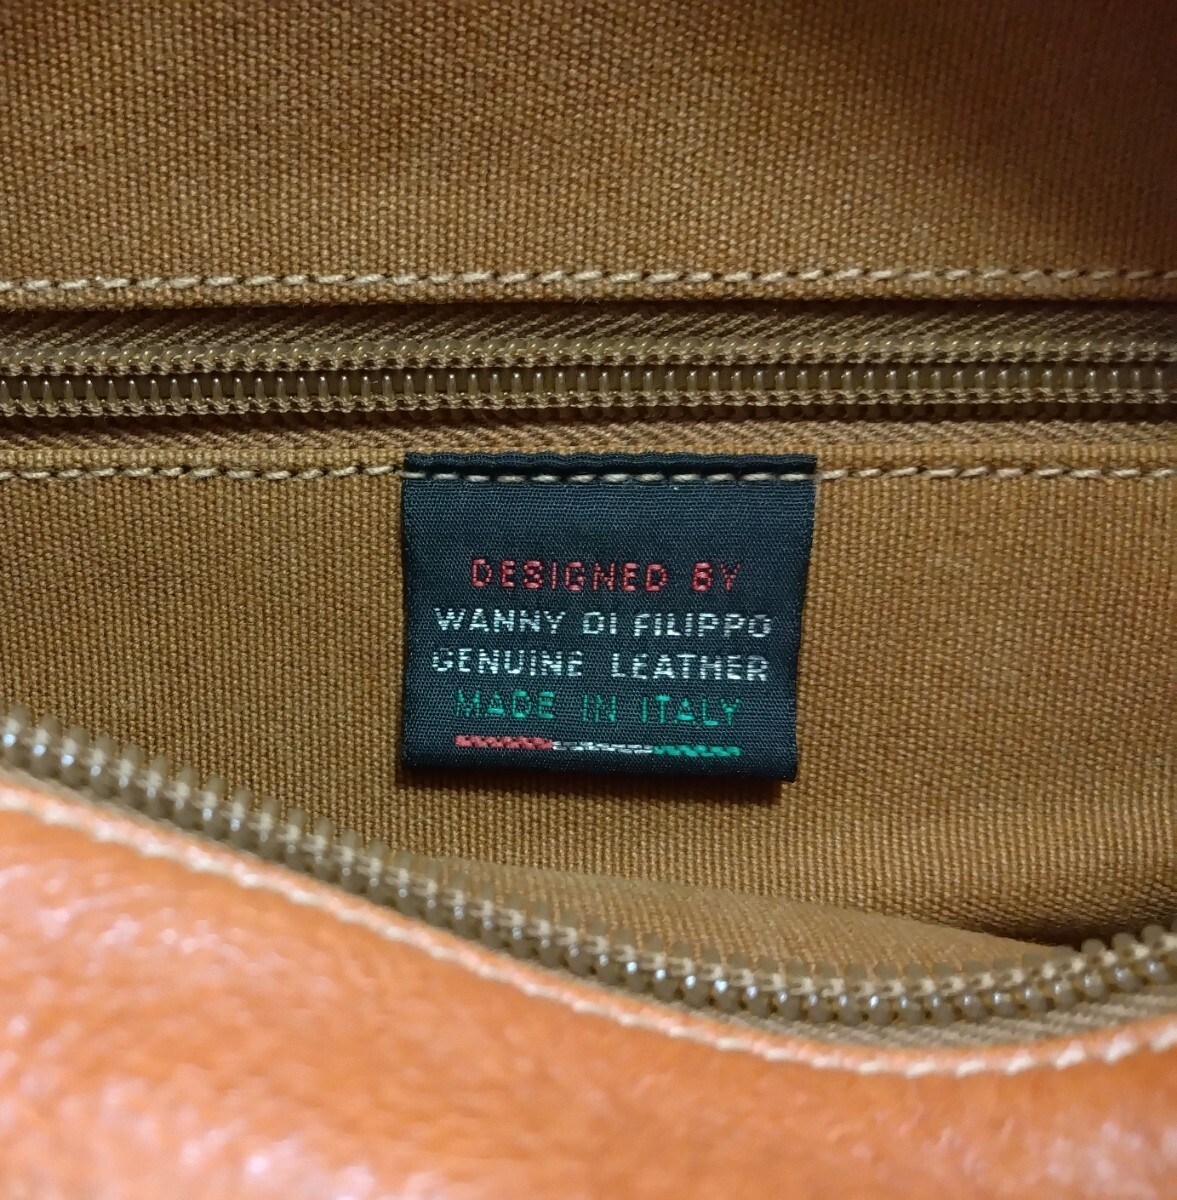 DESIGNED BY
WANNY DI FILIPPO
GENUINE LEATHER
MADE IN ITALY